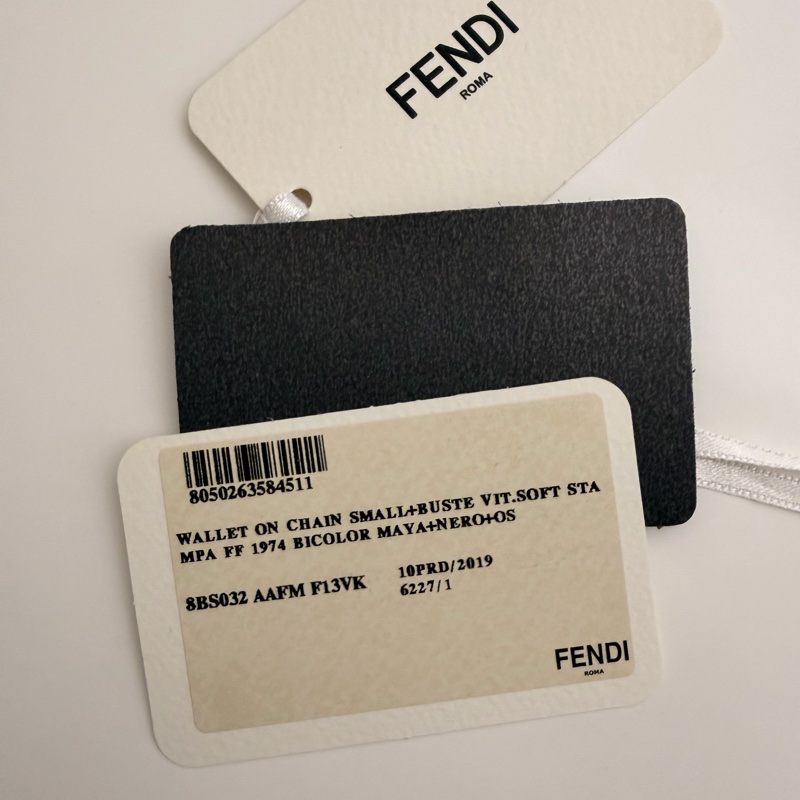 FENDI
ROMA
8050263584511
WALLET ON CHAIN SMALL+BUSTE VIT.SOFT STA
MPA FF 1974 BICOLOR MAYA+NERO+OS
8BS032 AAFM F13VK
10PRD/2019
6227/1
FENDI
ROMA